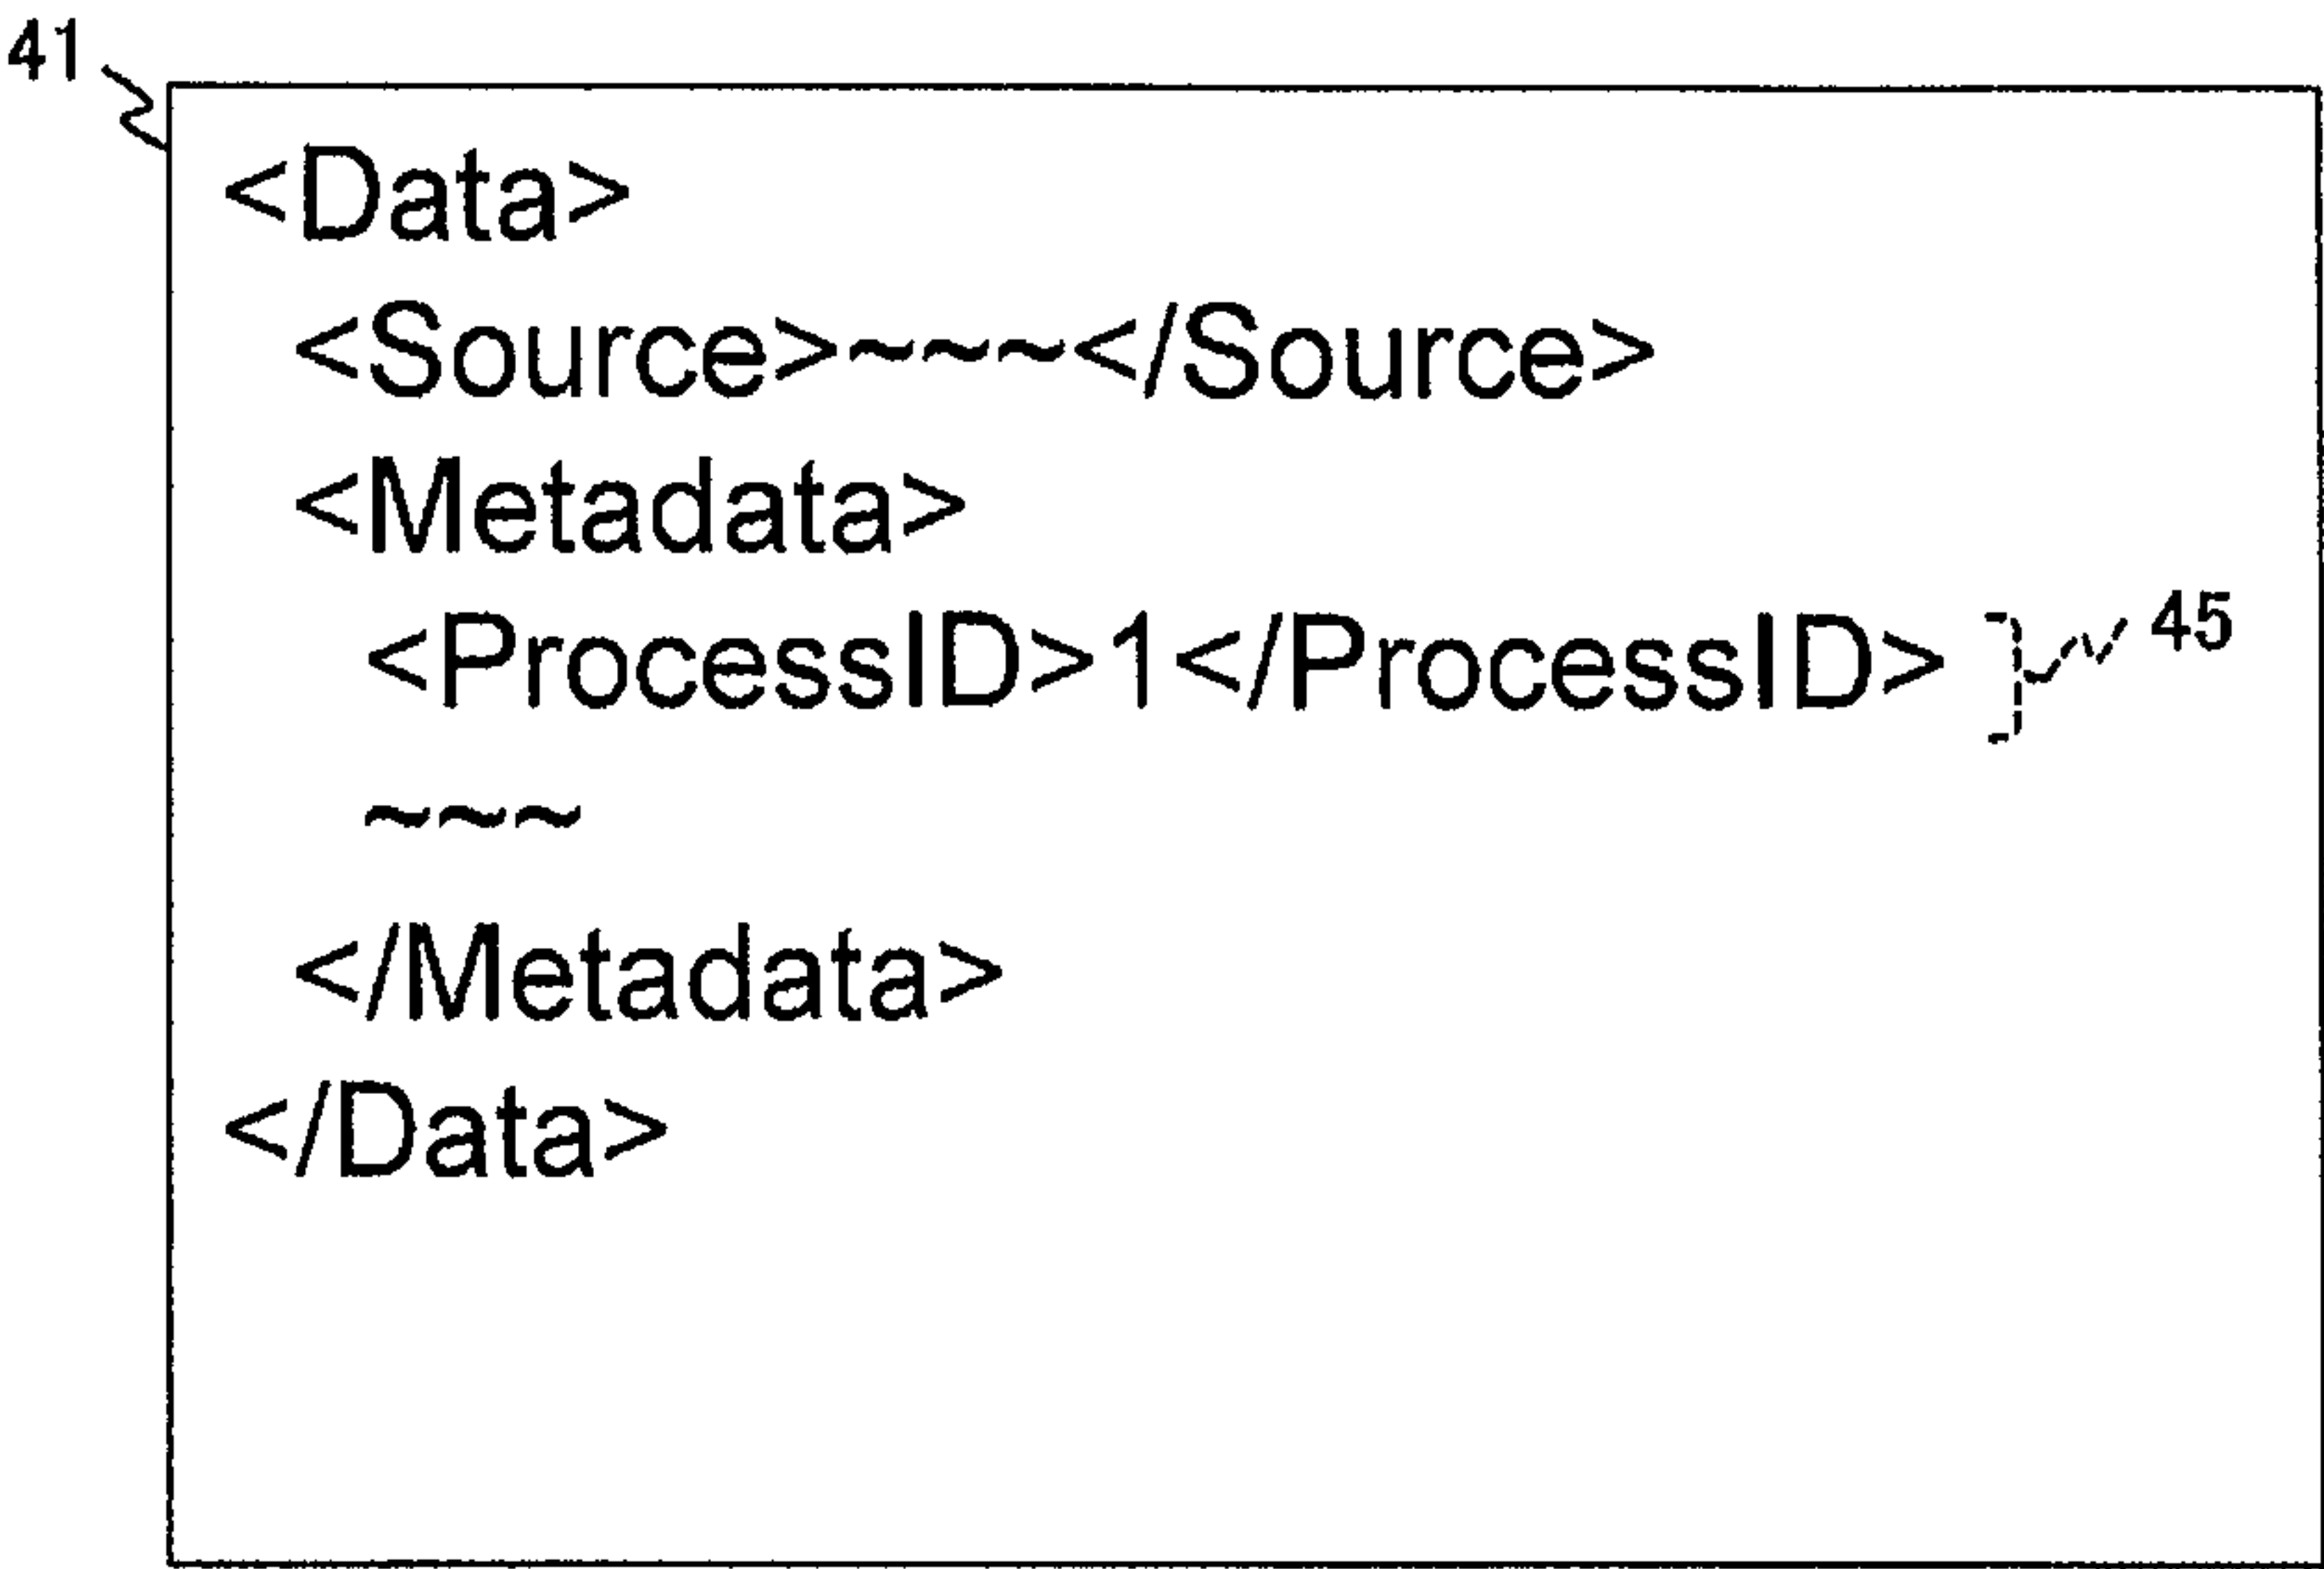 41
<Data>
<Source>~~~</Source>
<Metadata>
<ProcessID>1</ProcessID> 45
~~~
</Metadata>
</Data>